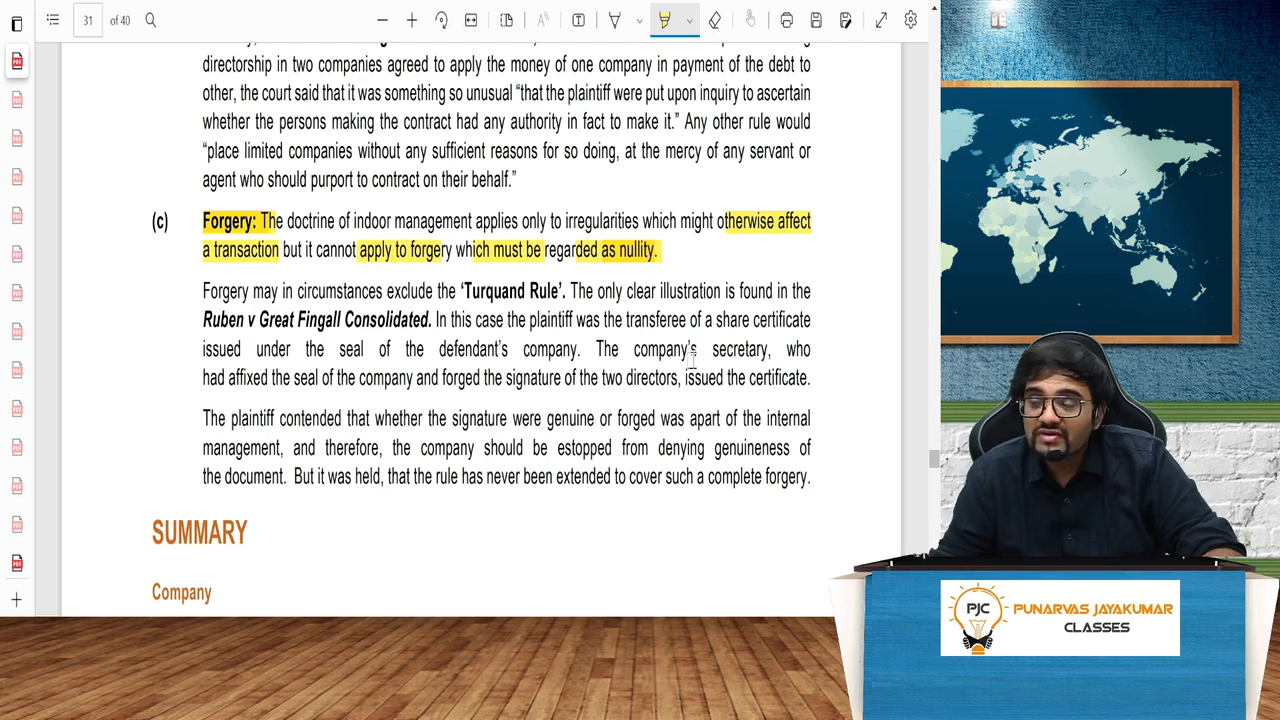 31 of 40
directorship in two companies agreed to apply the money of one company in payment of the debt to
other, the court said that it was something so unusual “that the plaintiff were put upon inquiry to ascertain
whether the persons making the contract had any authority in fact to make it.” Any other rule would
“place limited companies without any sufficient reasons for so doing, at the mercy of any servant or
agent who should purport to contract on their behalf.”
(c) Forgery: The doctrine of indoor management applies only to irregularities which might otherwise affect
a transaction but it cannot apply to forgery which must be regarded as nullity.
Forgery may in circumstances exclude the ‘Turquand Rule’. The only clear illustration is found in the
Ruben v Great Fingall Consolidated. In this case the plaintiff was the transferee of a share certificate
issued under the seal of the defendant’s company. The company’s secretary, who
had affixed the seal of the company and forged the signature of the two directors, issued the certificate.
The plaintiff contended that whether the signature were genuine or forged was apart of the internal
management, and therefore, the company should be estopped from denying genuineness of
the document. But it was held, that the rule has never been extended to cover such a complete forgery.
SUMMARY
Company
PJC
PUNARVAS JAYAKUMAR
CLASSES